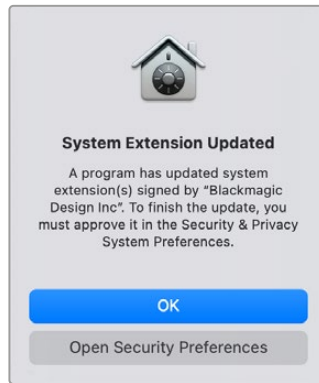 System Extension Updated
A program has updated system
extension(s) signed by “Blackmagic
Design Inc”. To finish the update, you
must approve it in the Security & Privacy
System Preferences.
OK
Open Security Preferences